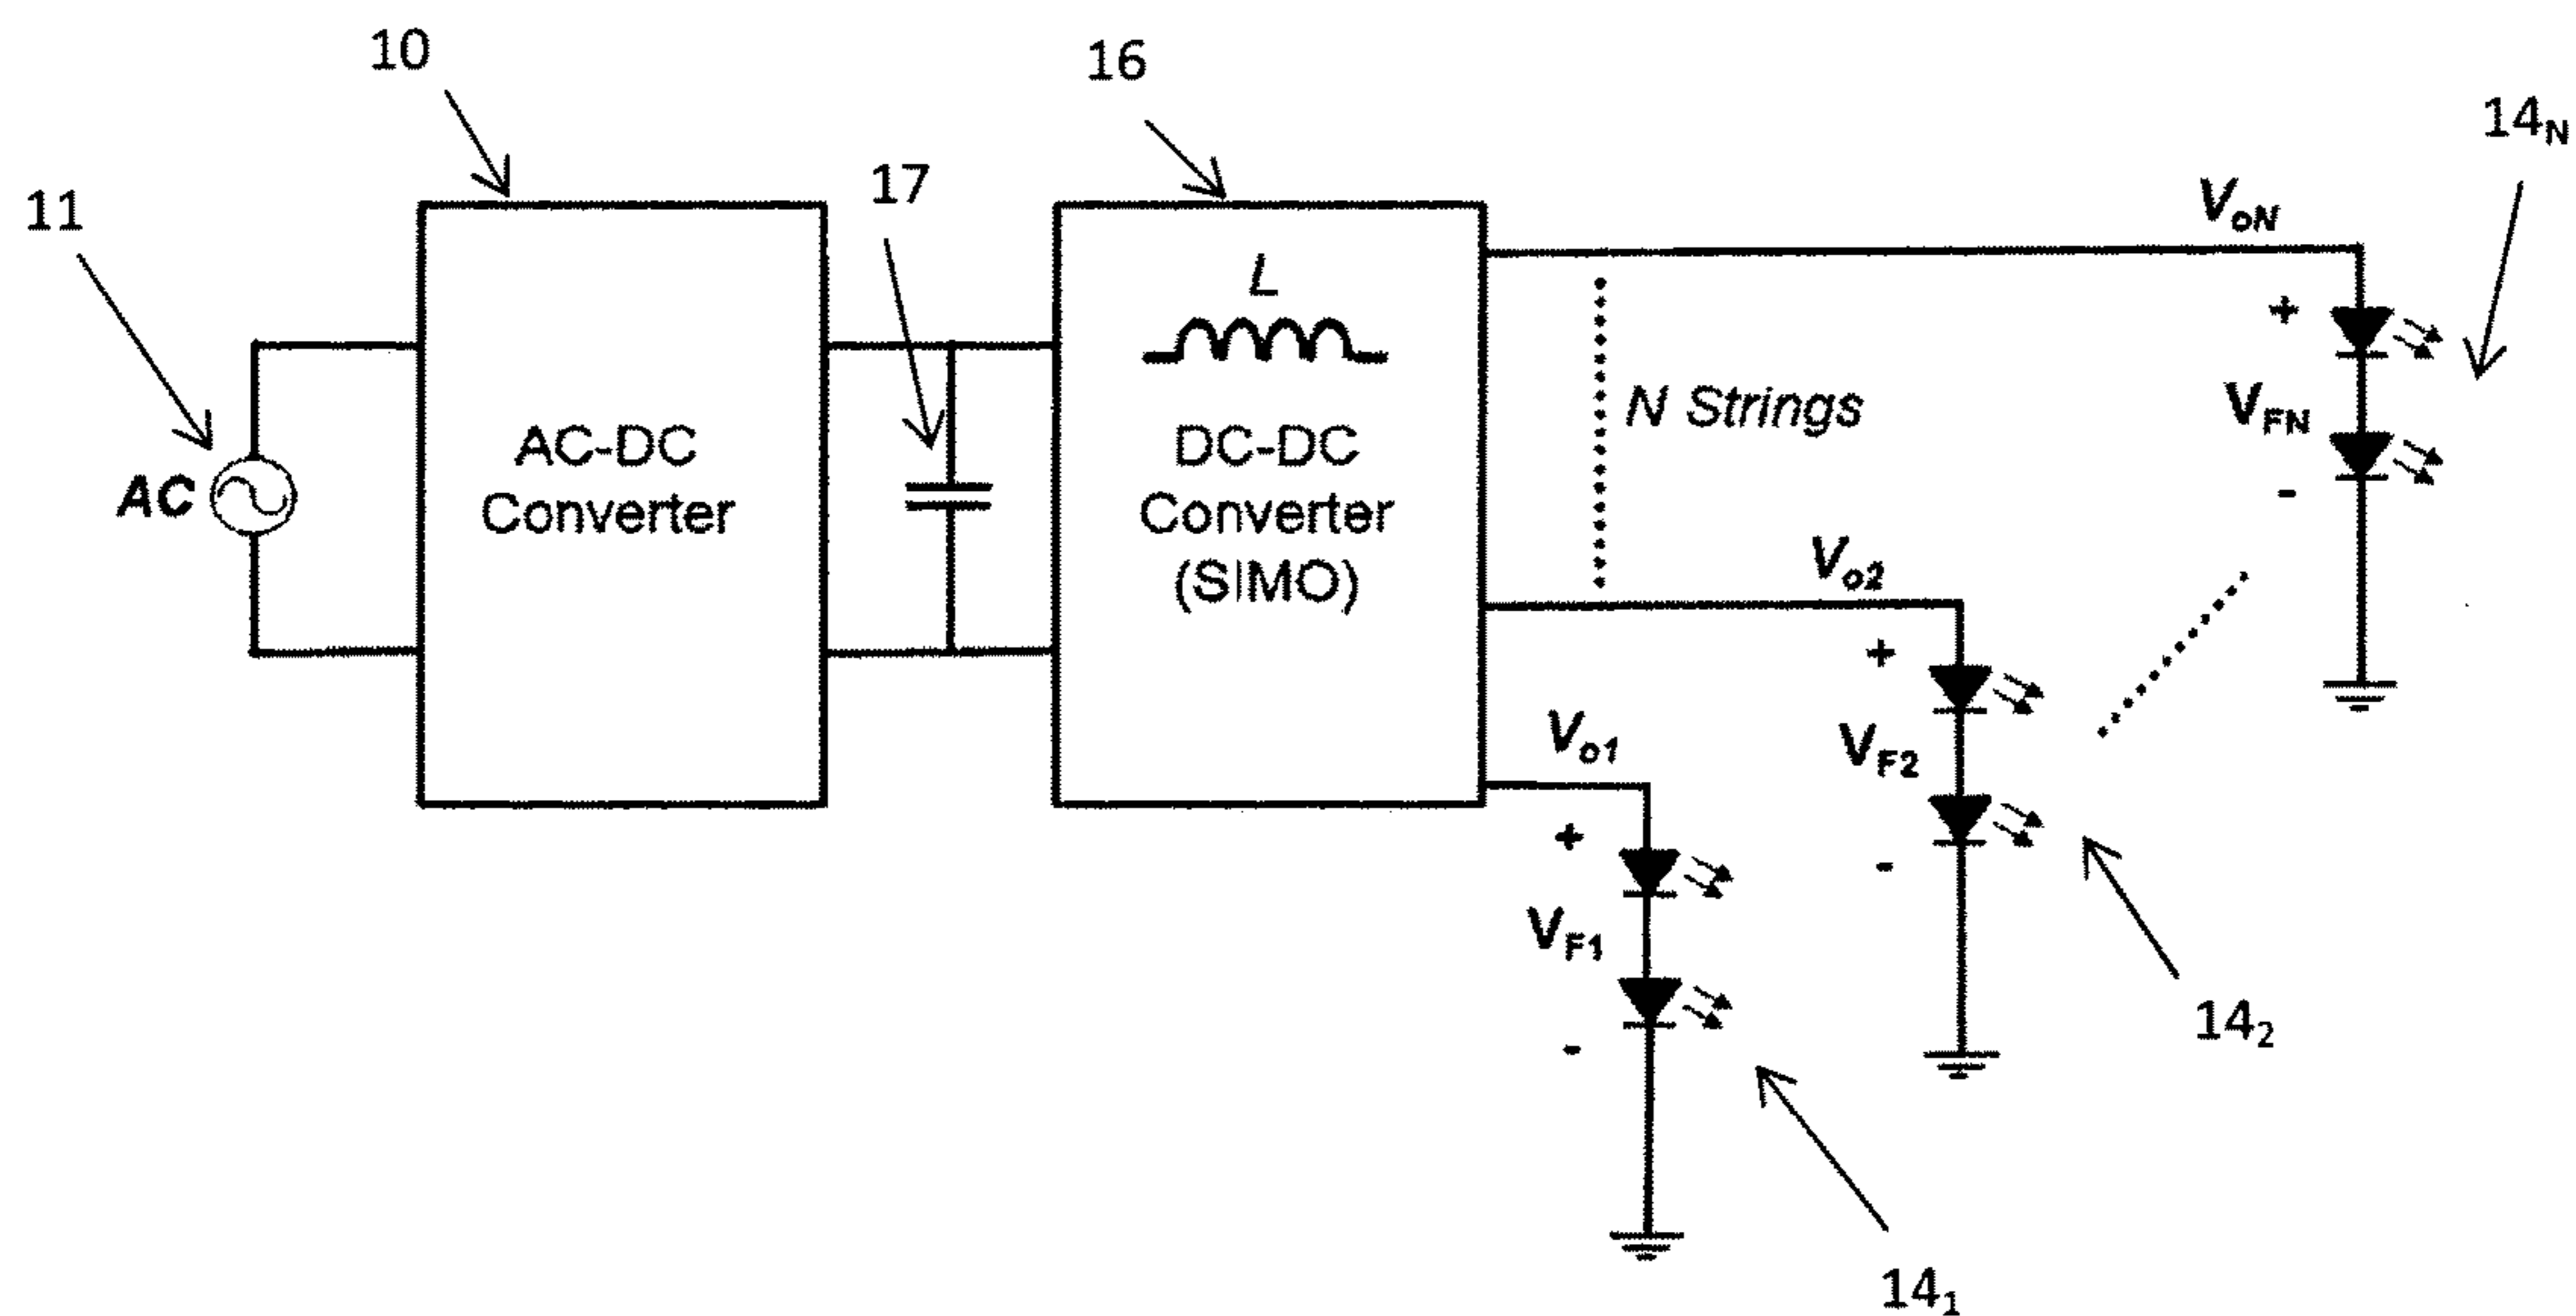 10
16
14N
17
11
VoN
L
+
N Strings
VFN
AC-DC
Converter
DC-DC
Converter
(SIMO)
AC
-
Vo2
+
Vo1
VF2
+
-
VF1
142
-
141